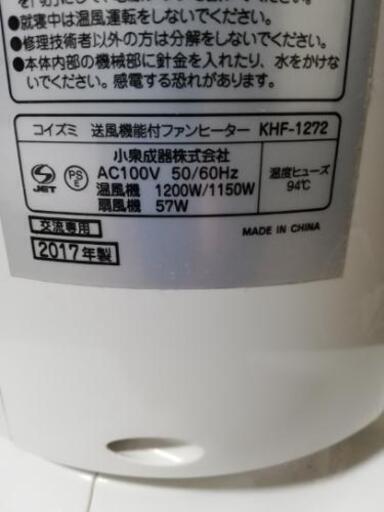 ●就寝中は温風運転をしないでください。
●修理技術者以外の方は分解をしないでください。
●本体内部の機械部に針金を入れたり、水をかけな
いでください。感電する恐れがあります。
コイズミ 送風機能付ファンヒーター KHF-1272
小泉成器株式会社
AC100V 50/60Hz
温風機 1200W/1150W
扇風機 57W
JET
PS
E
温度ヒューズ
94℃
交流専用
2017年製
MADE IN CHINA